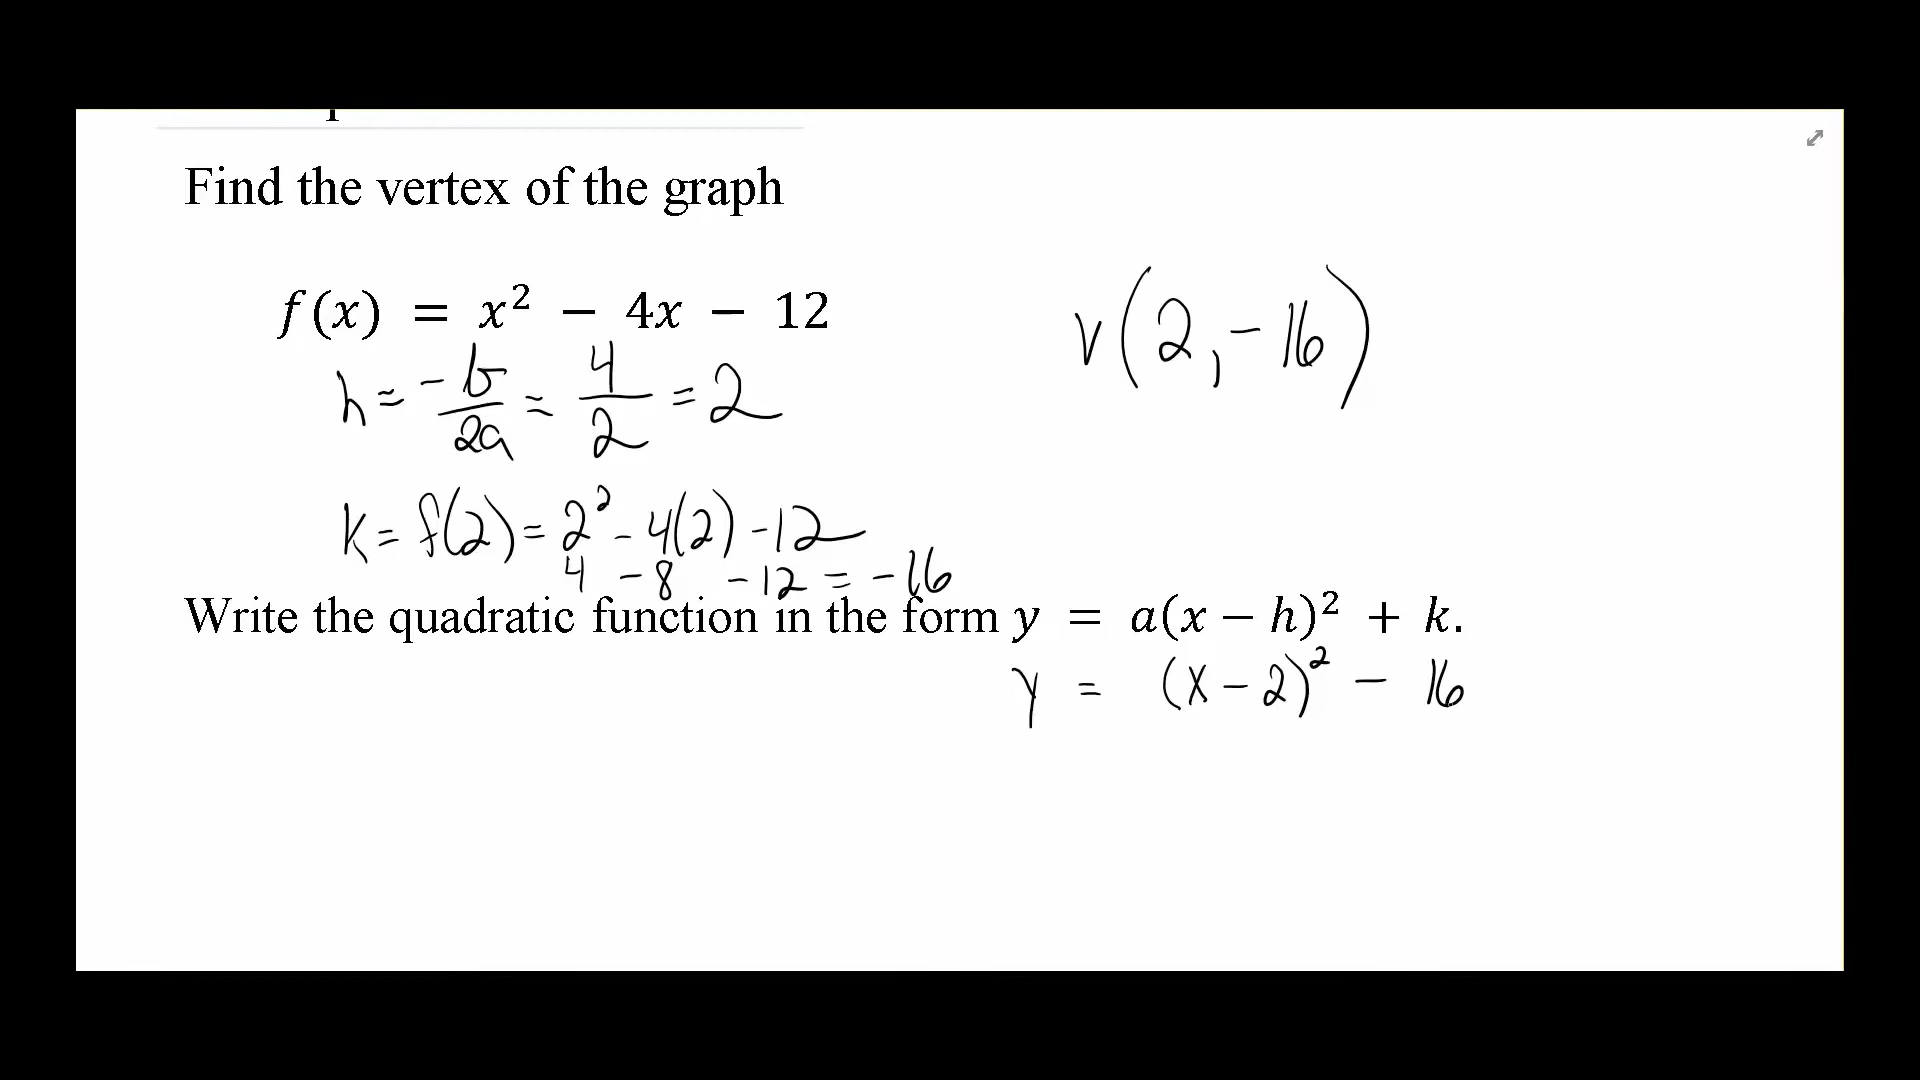 Find the vertex of the graph
f(x) = x² − 4x − 12
v(2, -16)
h = -b/2a = 4/2 = 2
k = f(2) = 2² - 4(2) - 12
4 - 8 - 12 = -16
Write the quadratic function in the form y = a(x − h)² + k.
y = (x - 2)² - 16